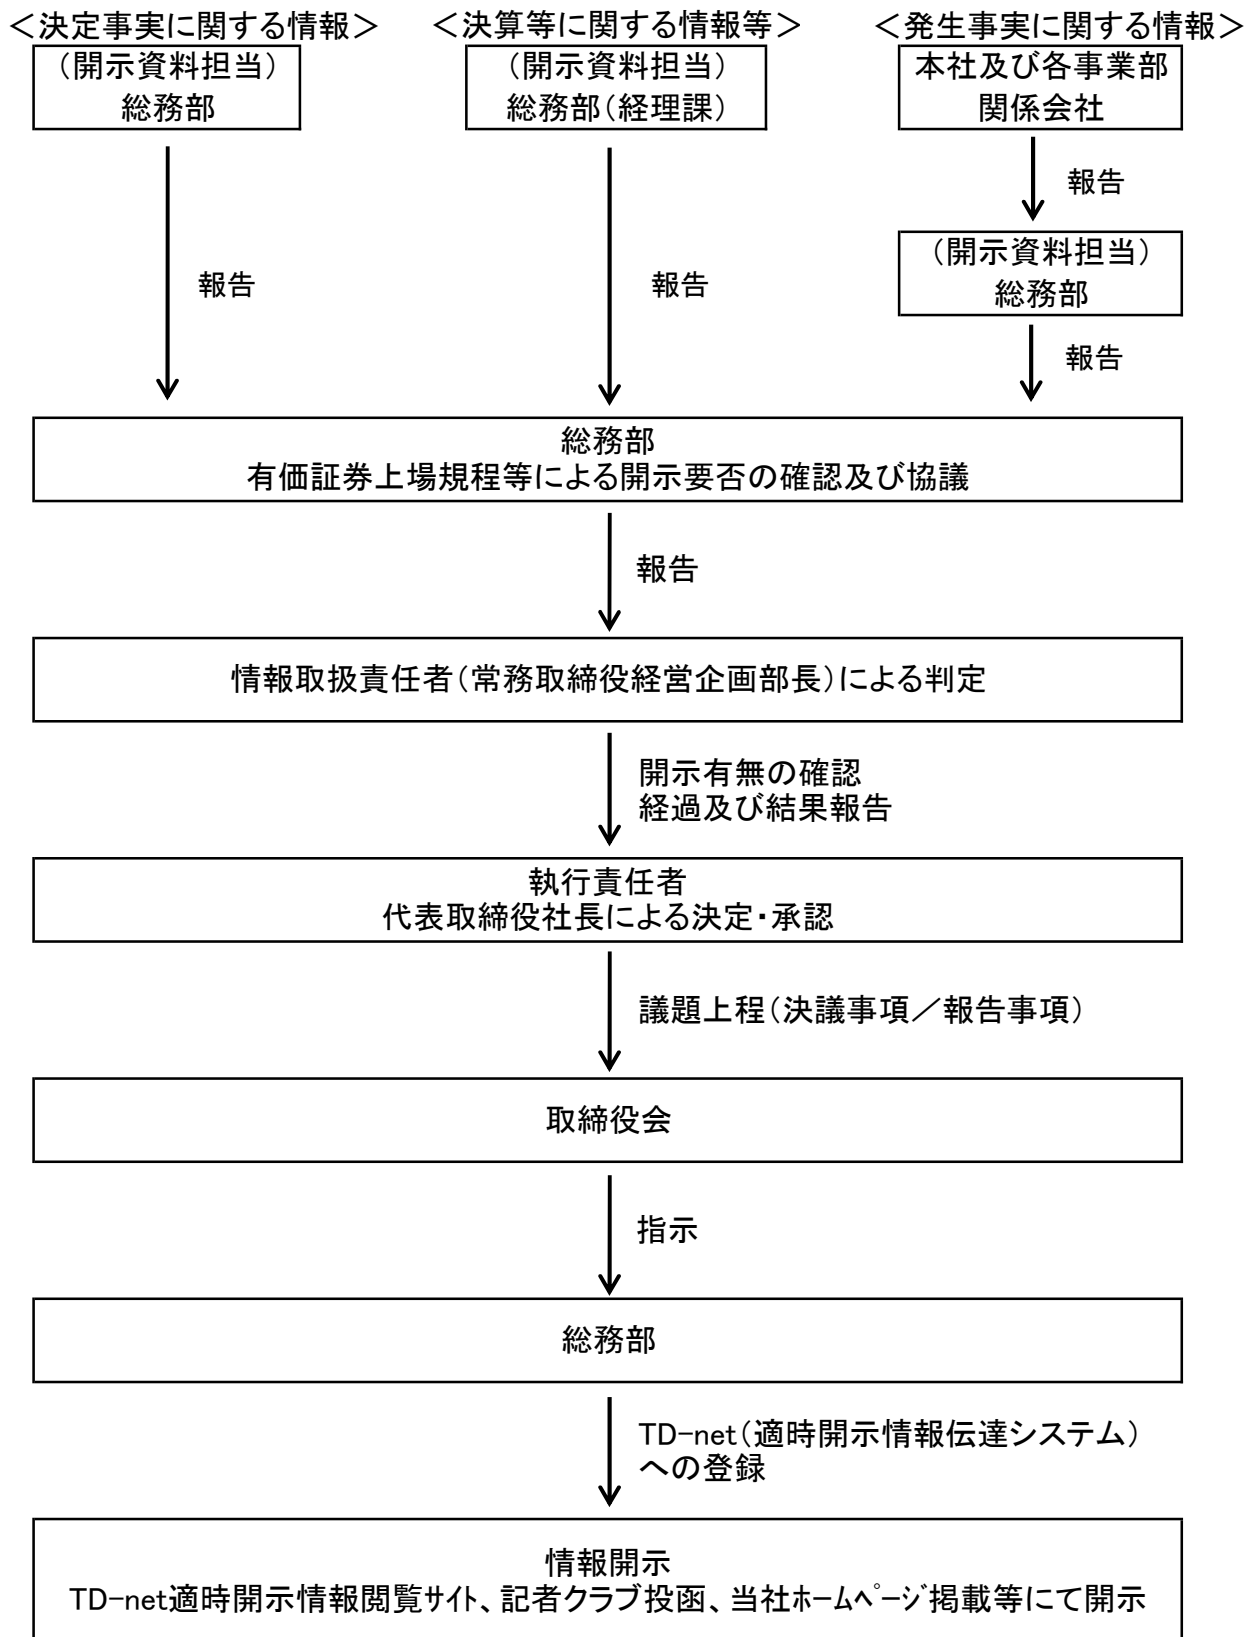 <決定事実に関する情報>
<決算等に関する情報等>
<発生事実に関する情報>
(開示資料担当)
総務部
(開示資料担当)
総務部(経理課)
本社及び各事業部
関係会社
報告
(開示資料担当)
総務部
報告
報告
報告
総務部
有価証券上場規程等による開示要否の確認及び協議
報告
情報取扱責任者(常務取締役経営企画部長)による判定
開示有無の確認
経過及び結果報告
執行責任者
代表取締役社長による決定・承認
議題上程(決議事項/報告事項)
取締役会
指示
総務部
TD-net(適時開示情報伝達システム)
への登録
情報開示
TD-net適時開示情報閲覧サイト、記者クラブ投函、当社ホームページ掲載等にて開示